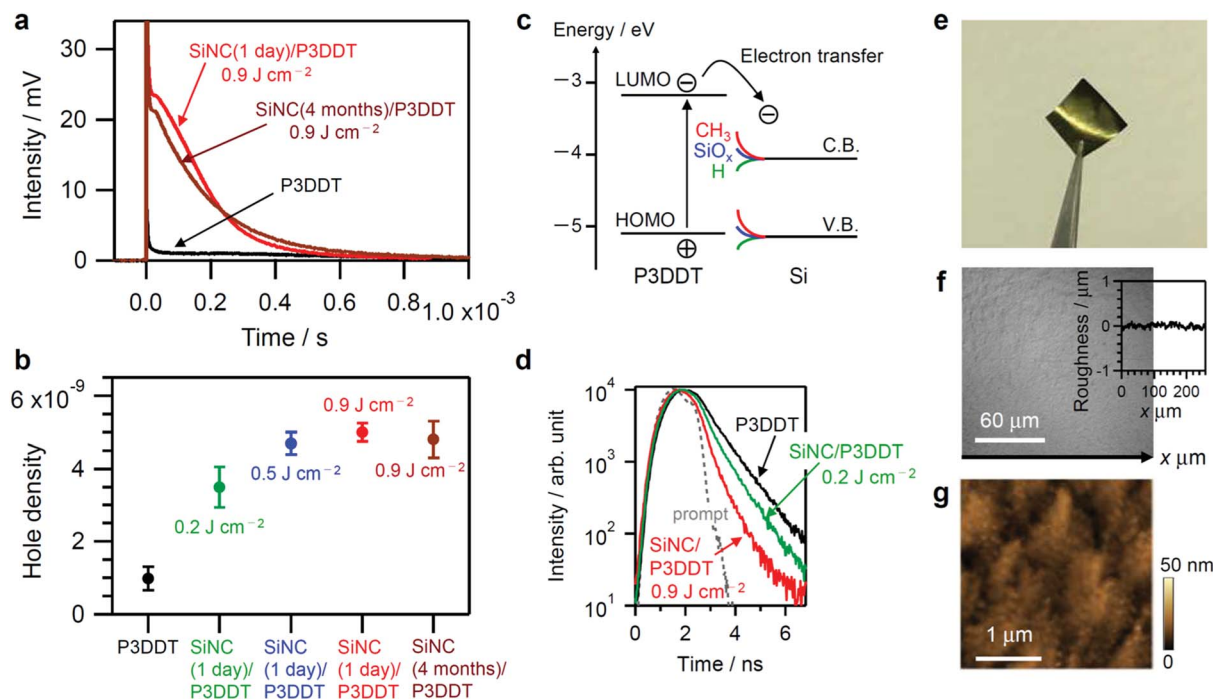 a
30
20
10
0
Intensity / mV
SiNC(1 day)/P3DDT
0.9 J cm⁻²
SiNC(4 months)/P3DDT
0.9 J cm⁻²
P3DDT
0.0 0.2 0.4 0.6 0.8 1.0 x10⁻³
Time / s
b
6 x10⁻⁹
4
2
0
Hole density
0.2 J cm⁻²
0.5 J cm⁻²
0.9 J cm⁻²
0.9 J cm⁻²
P3DDT
SiNC
(1 day)/
P3DDT
SiNC
(1 day)/
P3DDT
SiNC
(1 day)/
P3DDT
SiNC
(4 months)/
P3DDT
c
Energy / eV
−3
−4
−5
LUMO
Electron transfer
CH₃
SiOₓ
H
C.B.
HOMO
V.B.
P3DDT
Si
d
10⁴
10³
10²
10¹
Intensity / arb. unit
P3DDT
SiNC/P3DDT
0.2 J cm⁻²
prompt
SiNC/
P3DDT
0.9 J cm⁻²
0 2 4 6
Time / ns
e
f
Roughness / μm
1
0
-1
0 100 200
x μm
60 μm
x μm
g
1 μm
50 nm
0